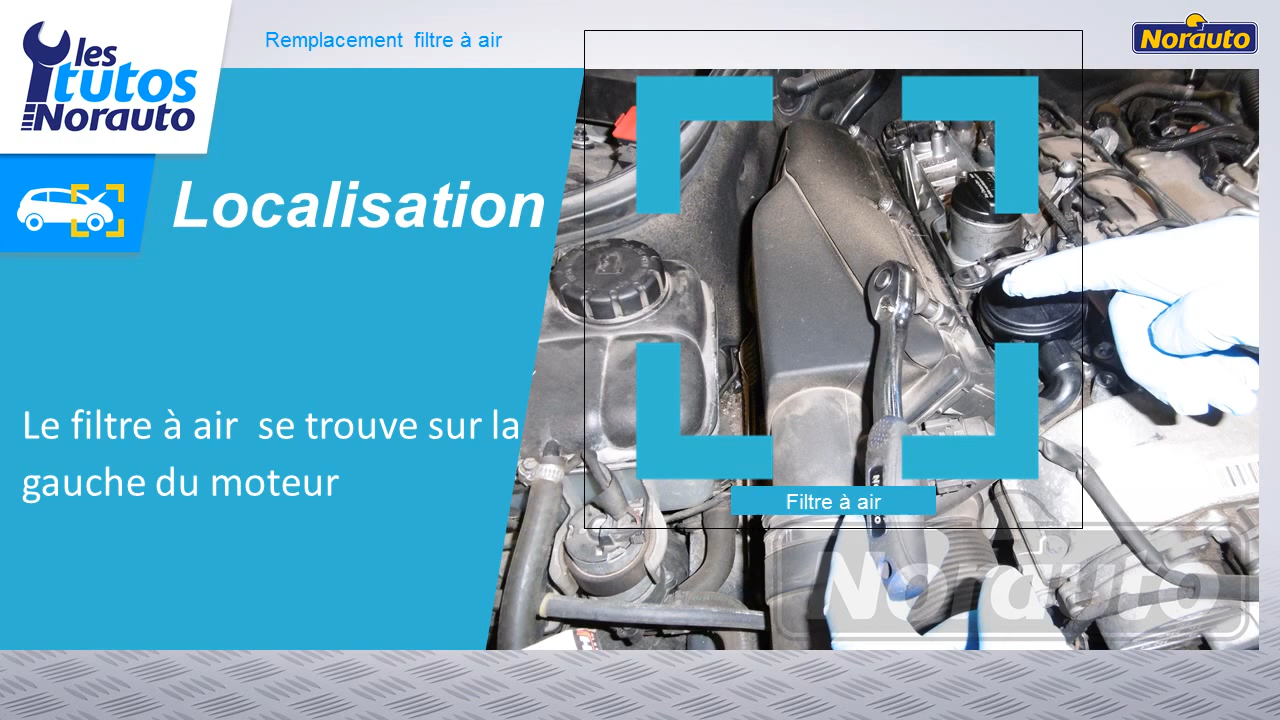 les
tutos
Norauto
Remplacement filtre à air
Norauto
Localisation
Le filtre à air se trouve sur la
gauche du moteur
Filtre à air
Norauto